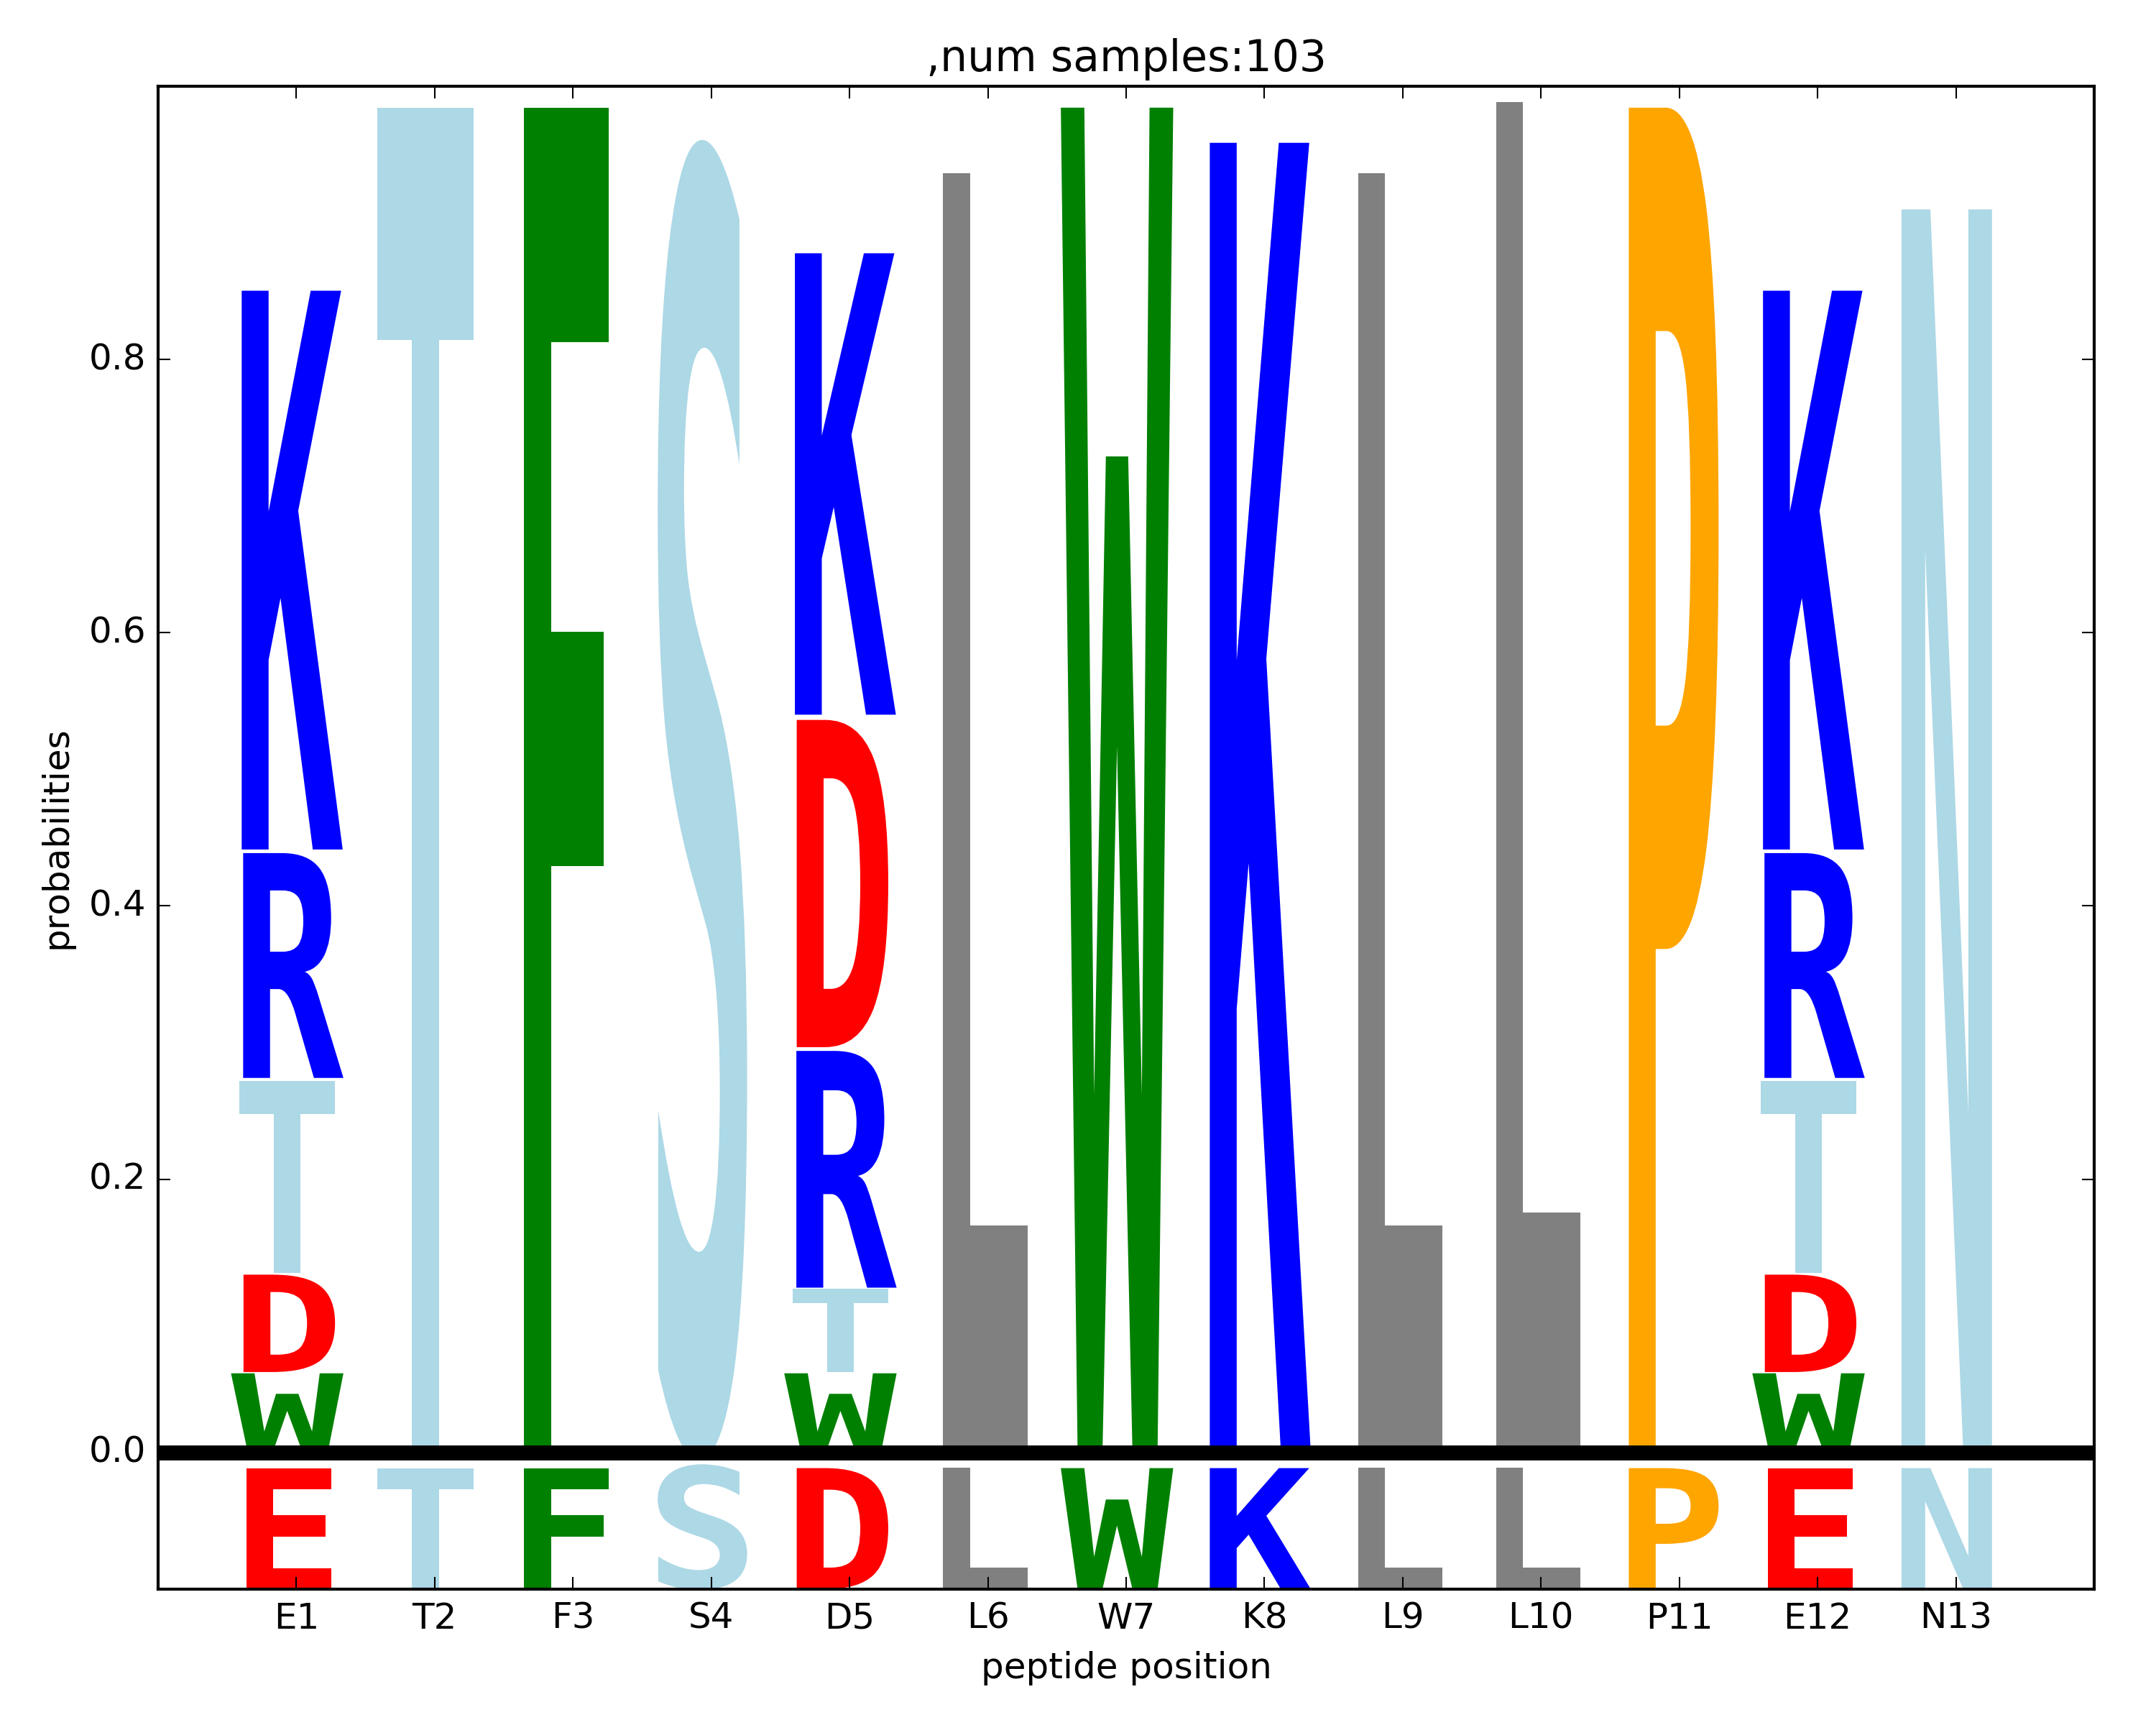 ,num samples:103
probabilities
0.8
0.6
0.4
0.2
0.0
K T F S K L W K L L P K N
R D R
T R T
D T D
W W W
E T F S D L W K L L P E N
E1 T2 F3 S4 D5 L6 W7 K8 L9 L10 P11 E12 N13
peptide position